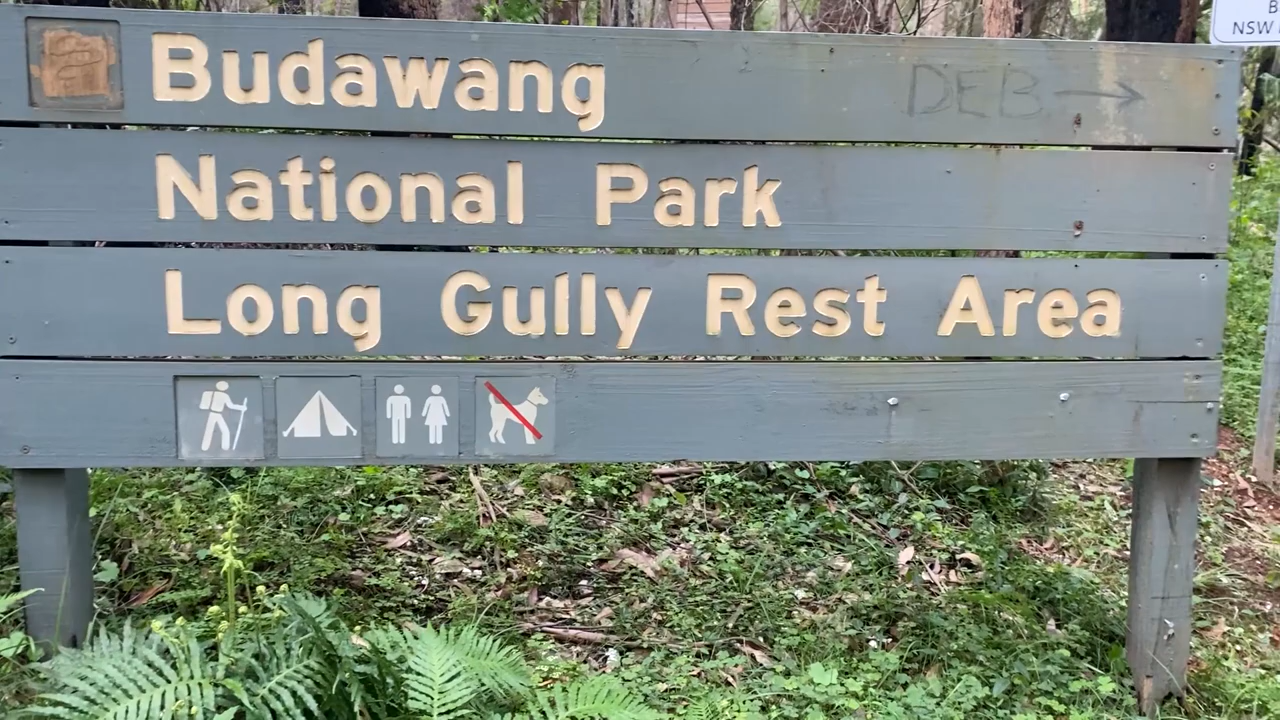 Budawang
DEB →
National Park
Long Gully Rest Area
B
NSW